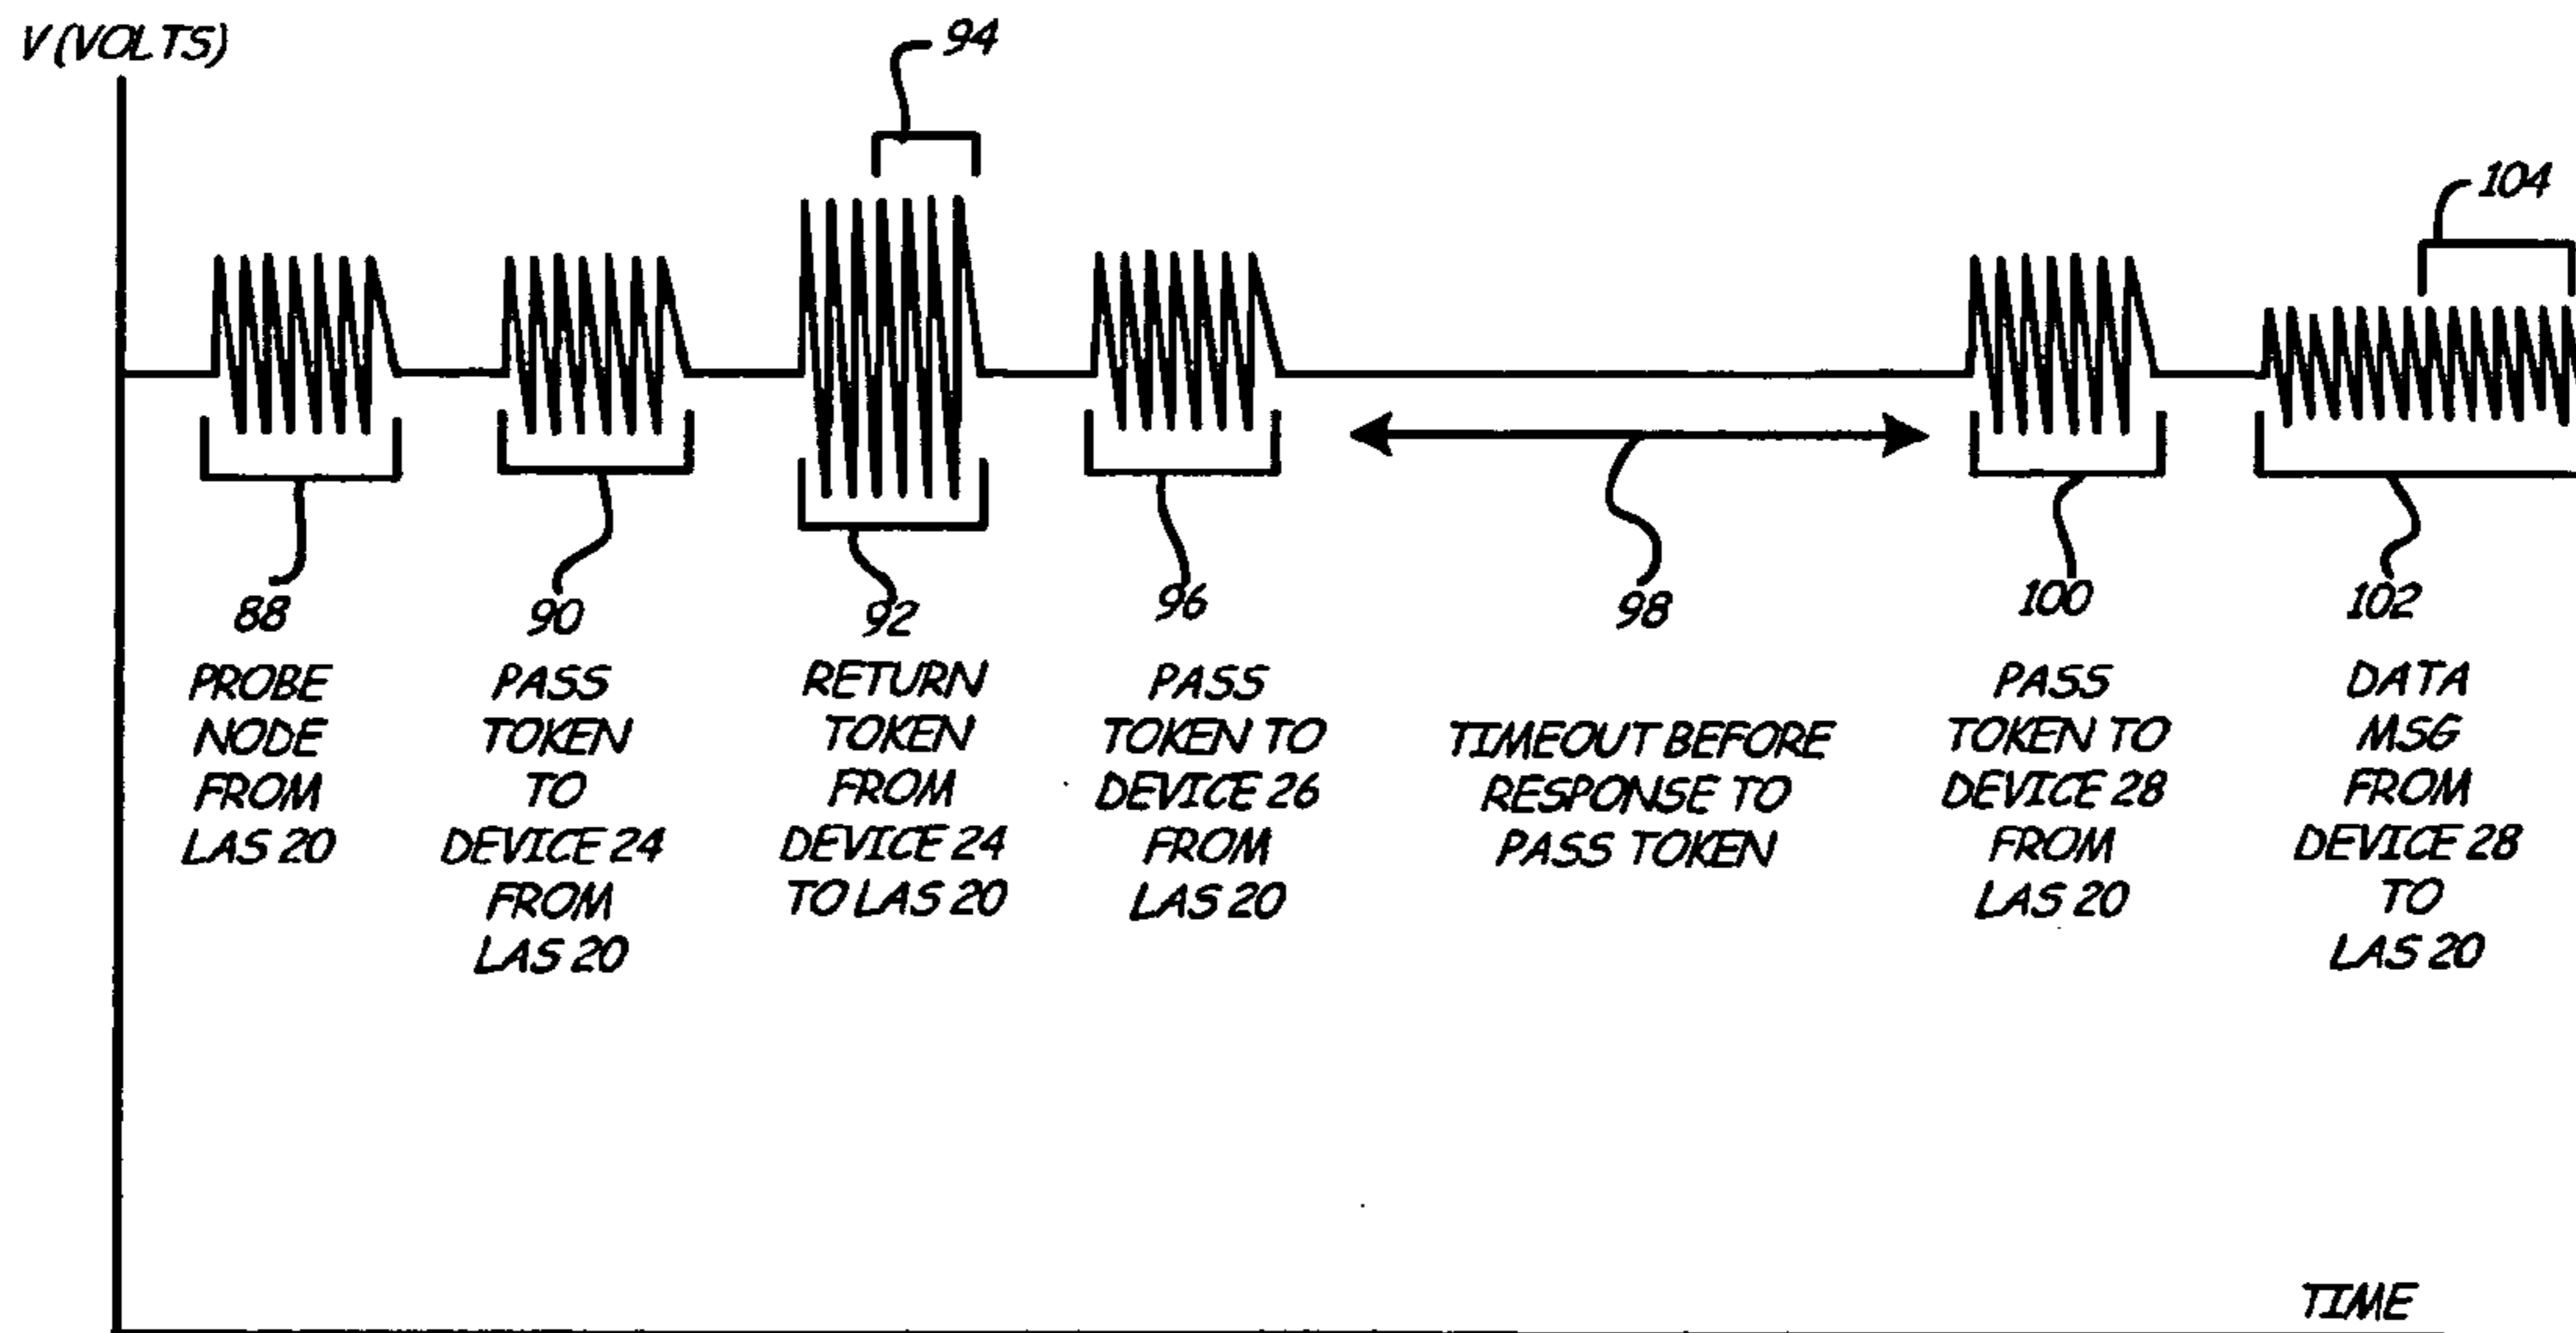 V (VOLTS)
94
104
88
90
92
96
98
100
102
PROBE
NODE
FROM
LAS 20
PASS
TOKEN
TO
DEVICE 24
FROM
LAS 20
RETURN
TOKEN
FROM
DEVICE 24
TO LAS 20
PASS
TOKEN TO
DEVICE 26
FROM
LAS 20
TIMEOUT BEFORE
RESPONSE TO
PASS TOKEN
PASS
TOKEN TO
DEVICE 28
FROM
LAS 20
DATA
MSG
FROM
DEVICE 28
TO
LAS 20
TIME